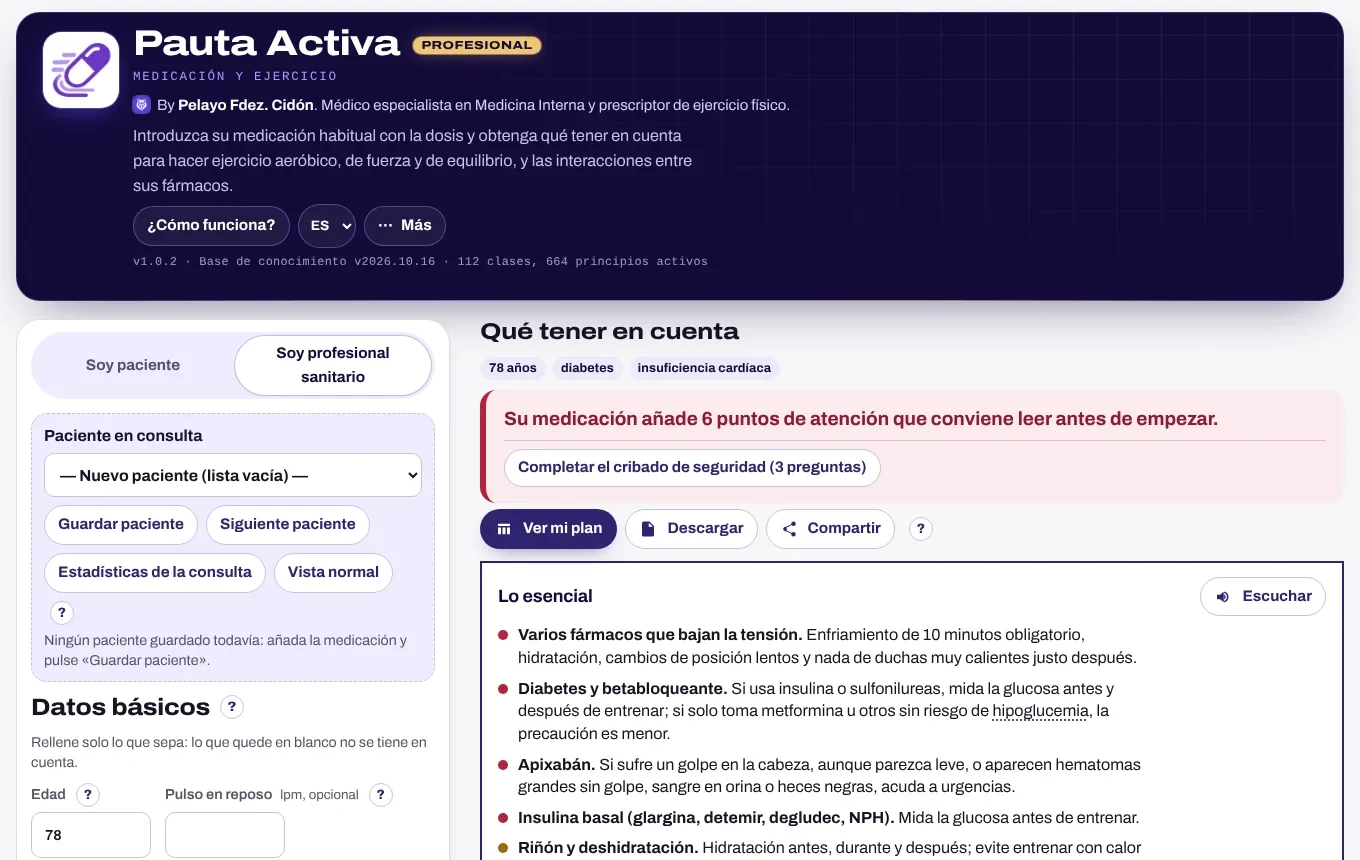 Pauta Activa PROFESIONAL
MEDICACIÓN Y EJERCICIO
By Pelayo Fdez. Cidón. Médico especialista en Medicina Interna y prescriptor de ejercicio físico.
Introduzca su medicación habitual con la dosis y obtenga qué tener en cuenta
para hacer ejercicio aeróbico, de fuerza y de equilibrio, y las interacciones entre
sus fármacos.
¿Cómo funciona? ES ··· Más
v1.0.2 · Base de conocimiento v2026.10.16 · 112 clases, 664 principios activos
Soy paciente
Soy profesional
sanitario
Paciente en consulta
— Nuevo paciente (lista vacía) —
Guardar paciente Siguiente paciente
Estadísticas de la consulta Vista normal
?
Ningún paciente guardado todavía: añada la medicación y
pulse «Guardar paciente».
Datos básicos ?
Rellene solo lo que sepa: lo que quede en blanco no se tiene en
cuenta.
Edad ? Pulso en reposo lpm, opcional ?
78
Qué tener en cuenta
78 años diabetes insuficiencia cardíaca
Su medicación añade 6 puntos de atención que conviene leer antes de empezar.
Completar el cribado de seguridad (3 preguntas)
Ver mi plan Descargar Compartir ?
Lo esencial Escuchar
Varios fármacos que bajan la tensión. Enfriamiento de 10 minutos obligatorio,
hidratación, cambios de posición lentos y nada de duchas muy calientes justo después.
Diabetes y betabloqueante. Si usa insulina o sulfonilureas, mida la glucosa antes y
después de entrenar; si solo toma metformina u otros sin riesgo de hipoglucemia, la
precaución es menor.
Apixabán. Si sufre un golpe en la cabeza, aunque parezca leve, o aparecen hematomas
grandes sin golpe, sangre en orina o heces negras, acuda a urgencias.
Insulina basal (glargina, detemir, degludec, NPH). Mida la glucosa antes de entrenar.
Riñón y deshidratación. Hidratación antes, durante y después; evite entrenar con calor